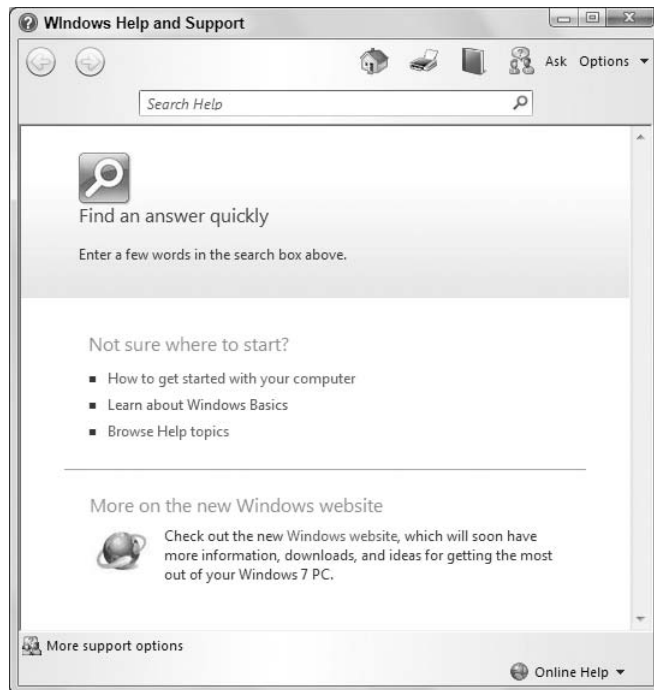 WIndows Help and Support
Ask Options
Search Help
Find an answer quickly
Enter a few words in the search box above.
Not sure where to start?
How to get started with your computer
Learn about Windows Basics
Browse Help topics
More on the new Windows website
Check out the new Windows website, which will soon have
more information, downloads, and ideas for getting the most
out of your Windows 7 PC.
More support options
Online Help